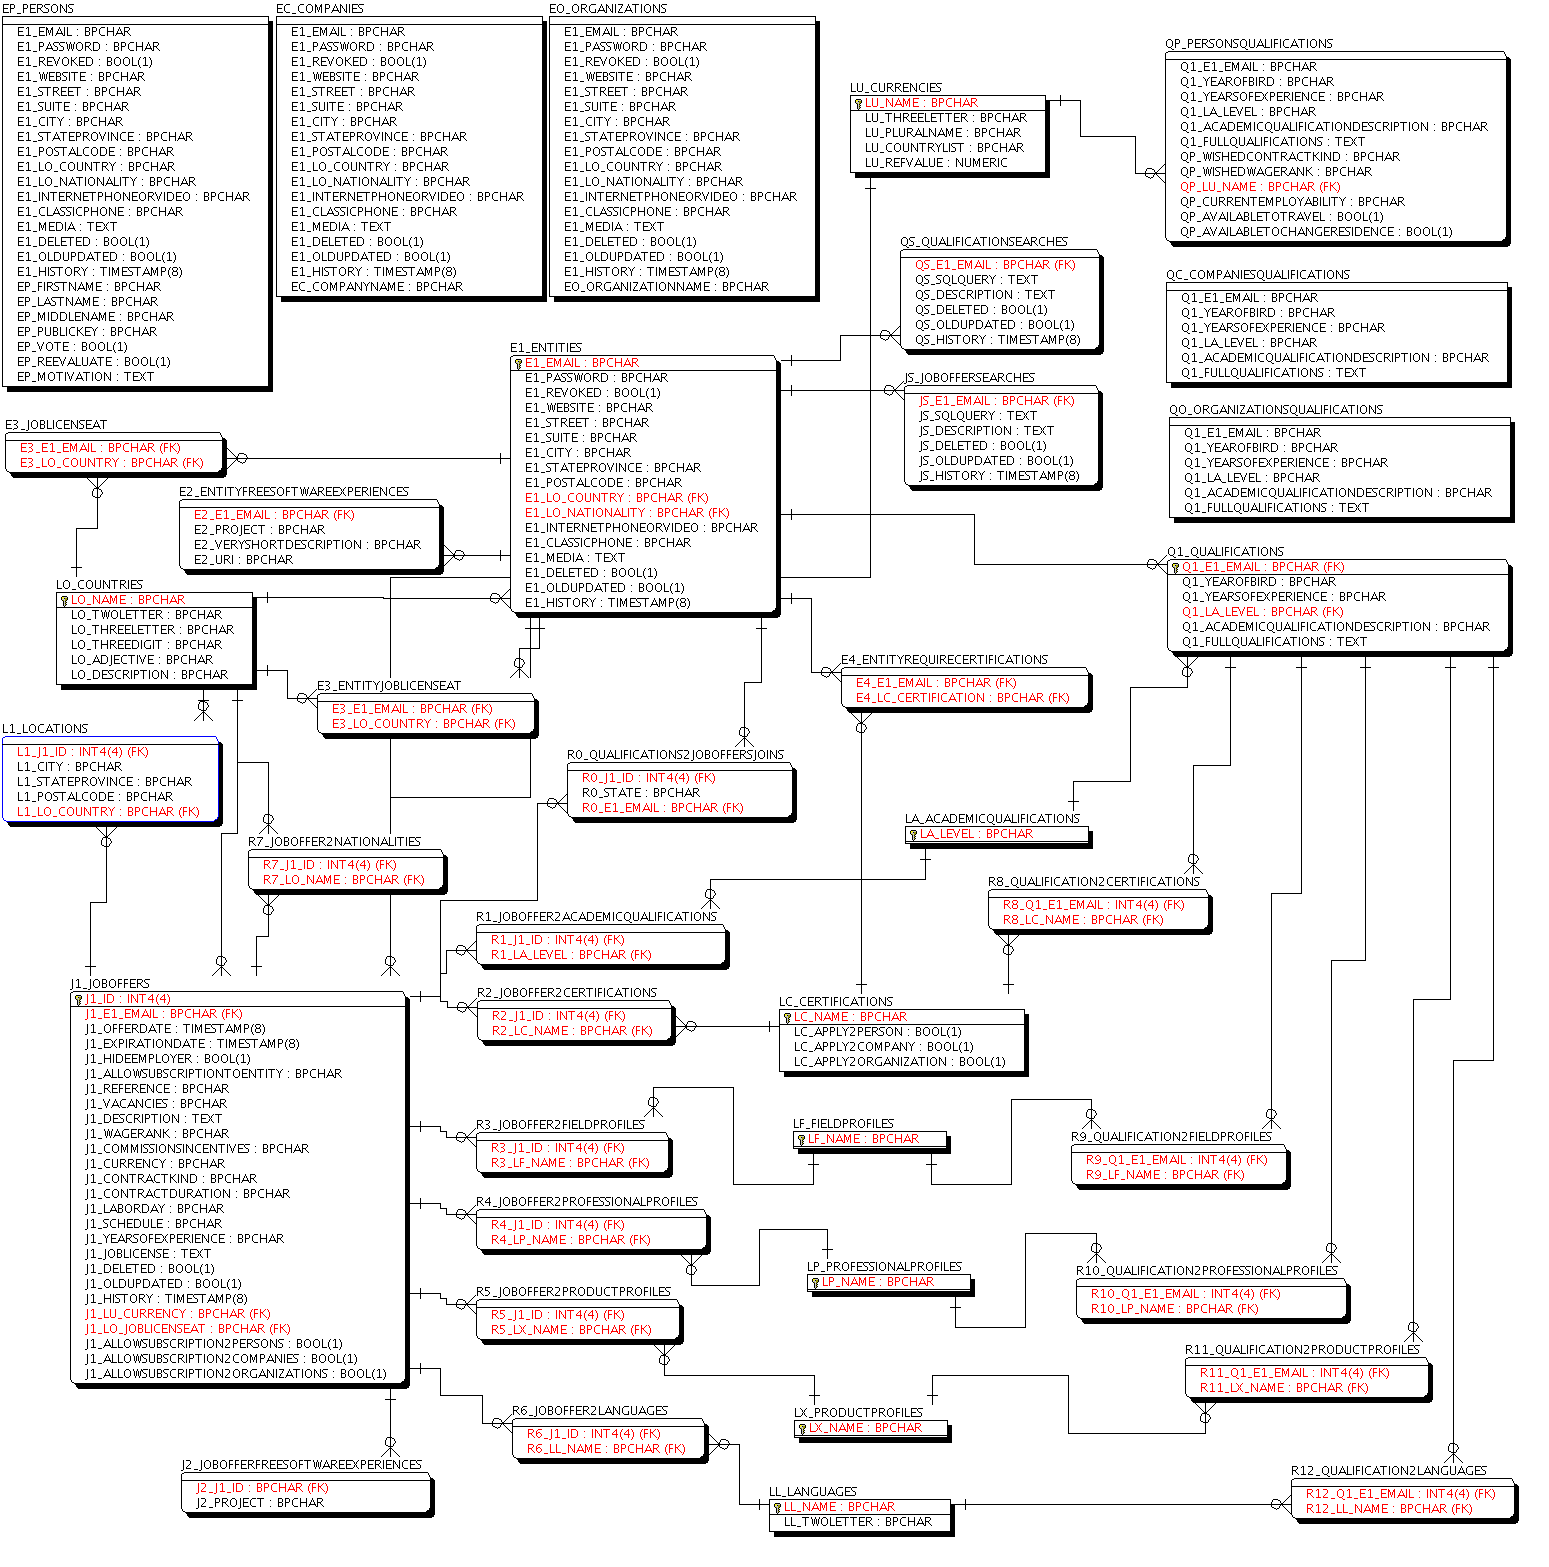 EP_PERSONS
E1_EMAIL : BPCHAR
E1_PASSWORD : BPCHAR
E1_REVOKED : BOOL(1)
E1_WEBSITE : BPCHAR
E1_STREET : BPCHAR
E1_SUITE : BPCHAR
E1_CITY : BPCHAR
E1_STATEPROVINCE : BPCHAR
E1_POSTALCODE : BPCHAR
E1_LO_COUNTRY : BPCHAR
E1_LO_NATIONALITY : BPCHAR
E1_INTERNETPHONEORVIDEO : BPCHAR
E1_CLASSICPHONE : BPCHAR
E1_MEDIA : TEXT
E1_DELETED : BOOL(1)
E1_OLDUPDATED : BOOL(1)
E1_HISTORY : TIMESTAMP(8)
EP_FIRSTNAME : BPCHAR
EP_LASTNAME : BPCHAR
EP_MIDDLENAME : BPCHAR
EP_PUBLICKEY : BPCHAR
EP_VOTE : BOOL(1)
EP_REEVALUATE : BOOL(1)
EP_MOTIVATION : TEXT
EC_COMPANIES
E1_EMAIL : BPCHAR
E1_PASSWORD : BPCHAR
E1_REVOKED : BOOL(1)
E1_WEBSITE : BPCHAR
E1_STREET : BPCHAR
E1_SUITE : BPCHAR
E1_CITY : BPCHAR
E1_STATEPROVINCE : BPCHAR
E1_POSTALCODE : BPCHAR
E1_LO_COUNTRY : BPCHAR
E1_LO_NATIONALITY : BPCHAR
E1_INTERNETPHONEORVIDEO : BPCHAR
E1_CLASSICPHONE : BPCHAR
E1_MEDIA : TEXT
E1_DELETED : BOOL(1)
E1_OLDUPDATED : BOOL(1)
E1_HISTORY : TIMESTAMP(8)
EC_COMPANYNAME : BPCHAR
EO_ORGANIZATIONS
E1_EMAIL : BPCHAR
E1_PASSWORD : BPCHAR
E1_REVOKED : BOOL(1)
E1_WEBSITE : BPCHAR
E1_STREET : BPCHAR
E1_SUITE : BPCHAR
E1_CITY : BPCHAR
E1_STATEPROVINCE : BPCHAR
E1_POSTALCODE : BPCHAR
E1_LO_COUNTRY : BPCHAR
E1_LO_NATIONALITY : BPCHAR
E1_INTERNETPHONEORVIDEO : BPCHAR
E1_CLASSICPHONE : BPCHAR
E1_MEDIA : TEXT
E1_DELETED : BOOL(1)
E1_OLDUPDATED : BOOL(1)
E1_HISTORY : TIMESTAMP(8)
EO_ORGANIZATIONNAME : BPCHAR
LU_CURRENCIES
LU_NAME : BPCHAR
LU_THREELETTER : BPCHAR
LU_PLURALNAME : BPCHAR
LU_COUNTRYLIST : BPCHAR
LU_REFVALUE : NUMERIC
QP_PERSONSQUALIFICATIONS
Q1_E1_EMAIL : BPCHAR
Q1_YEAROFBIRD : BPCHAR
Q1_YEARSOFEXPERIENCE : BPCHAR
Q1_LA_LEVEL : BPCHAR
Q1_ACADEMICQUALIFICATIONDESCRIPTION : BPCHAR
Q1_FULLQUALIFICATIONS : TEXT
QP_WISHEDCONTRACTKIND : BPCHAR
QP_WISHEDWAGERANK : BPCHAR
QP_LU_NAME : BPCHAR (FK)
QP_CURRENTEMPLOYABILITY : BPCHAR
QP_AVAILABLETOTRAVEL : BOOL(1)
QP_AVAILABLETOCHANGERESIDENCE : BOOL(1)
QS_QUALIFICATIONSEARCHES
QS_E1_EMAIL : BPCHAR (FK)
QS_SQLQUERY : TEXT
QS_DESCRIPTION : TEXT
QS_DELETED : BOOL(1)
QS_OLDUPDATED : BOOL(1)
QS_HISTORY : TIMESTAMP(8)
QC_COMPANIESQUALIFICATIONS
Q1_E1_EMAIL : BPCHAR
Q1_YEAROFBIRD : BPCHAR
Q1_YEARSOFEXPERIENCE : BPCHAR
Q1_LA_LEVEL : BPCHAR
Q1_ACADEMICQUALIFICATIONDESCRIPTION : BPCHAR
Q1_FULLQUALIFICATIONS : TEXT
E1_ENTITIES
E1_EMAIL : BPCHAR
E1_PASSWORD : BPCHAR
E1_REVOKED : BOOL(1)
E1_WEBSITE : BPCHAR
E1_STREET : BPCHAR
E1_SUITE : BPCHAR
E1_CITY : BPCHAR
E1_STATEPROVINCE : BPCHAR
E1_POSTALCODE : BPCHAR
E1_LO_COUNTRY : BPCHAR (FK)
E1_LO_NATIONALITY : BPCHAR (FK)
E1_INTERNETPHONEORVIDEO : BPCHAR
E1_CLASSICPHONE : BPCHAR
E1_MEDIA : TEXT
E1_DELETED : BOOL(1)
E1_OLDUPDATED : BOOL(1)
E1_HISTORY : TIMESTAMP(8)
JS_JOBOFFERSEARCHES
JS_E1_EMAIL : BPCHAR (FK)
JS_SQLQUERY : TEXT
JS_DESCRIPTION : TEXT
JS_DELETED : BOOL(1)
JS_OLDUPDATED : BOOL(1)
JS_HISTORY : TIMESTAMP(8)
QO_ORGANIZATIONSQUALIFICATIONS
Q1_E1_EMAIL : BPCHAR
Q1_YEAROFBIRD : BPCHAR
Q1_YEARSOFEXPERIENCE : BPCHAR
Q1_LA_LEVEL : BPCHAR
Q1_ACADEMICQUALIFICATIONDESCRIPTION : BPCHAR
Q1_FULLQUALIFICATIONS : TEXT
E3_JOBLICENSEAT
E3_E1_EMAIL : BPCHAR (FK)
E3_LO_COUNTRY : BPCHAR (FK)
E2_ENTITYFREESOFTWAREEXPERIENCES
E2_E1_EMAIL : BPCHAR (FK)
E2_PROJECT : BPCHAR
E2_VERYSHORTDESCRIPTION : BPCHAR
E2_URI : BPCHAR
Q1_QUALIFICATIONS
Q1_E1_EMAIL : BPCHAR (FK)
Q1_YEAROFBIRD : BPCHAR
Q1_YEARSOFEXPERIENCE : BPCHAR
Q1_LA_LEVEL : BPCHAR (FK)
Q1_ACADEMICQUALIFICATIONDESCRIPTION : BPCHAR
Q1_FULLQUALIFICATIONS : TEXT
LO_COUNTRIES
LO_NAME : BPCHAR
LO_TWOLETTER : BPCHAR
LO_THREELETTER : BPCHAR
LO_THREEDIGIT : BPCHAR
LO_ADJECTIVE : BPCHAR
LO_DESCRIPTION : BPCHAR
E4_ENTITYREQUIRECERTIFICATIONS
E4_E1_EMAIL : BPCHAR (FK)
E4_LC_CERTIFICATION : BPCHAR (FK)
E3_ENTITYJOBLICENSEAT
E3_E1_EMAIL : BPCHAR (FK)
E3_LO_COUNTRY : BPCHAR (FK)
L1_LOCATIONS
L1_J1_ID : INT4(4) (FK)
L1_CITY : BPCHAR
L1_STATEPROVINCE : BPCHAR
L1_POSTALCODE : BPCHAR
L1_LO_COUNTRY : BPCHAR (FK)
R0_QUALIFICATIONS2JOBOFFERSJOINS
R0_J1_ID : INT4(4) (FK)
R0_STATE : BPCHAR
R0_E1_EMAIL : BPCHAR (FK)
LA_ACADEMICQUALIFICATIONS
LA_LEVEL : BPCHAR
R7_JOBOFFER2NATIONALITIES
R7_J1_ID : INT4(4) (FK)
R7_LO_NAME : BPCHAR (FK)
R8_QUALIFICATION2CERTIFICATIONS
R8_Q1_E1_EMAIL : INT4(4) (FK)
R8_LC_NAME : BPCHAR (FK)
R1_JOBOFFER2ACADEMICQUALIFICATIONS
R1_J1_ID : INT4(4) (FK)
R1_LA_LEVEL : BPCHAR (FK)
J1_JOBOFFERS
J1_ID : INT4(4)
J1_E1_EMAIL : BPCHAR (FK)
J1_OFFERDATE : TIMESTAMP(8)
J1_EXPIRATIONDATE : TIMESTAMP(8)
J1_HIDEEMPLOYER : BOOL(1)
J1_ALLOWSUBSCRIPTIONTOENTITY : BPCHAR
J1_REFERENCE : BPCHAR
J1_VACANCIES : BPCHAR
J1_DESCRIPTION : TEXT
J1_WAGERANK : BPCHAR
J1_COMMISSIONSINCENTIVES : BPCHAR
J1_CURRENCY : BPCHAR
J1_CONTRACTKIND : BPCHAR
J1_CONTRACTDURATION : BPCHAR
J1_LABORDAY : BPCHAR
J1_SCHEDULE : BPCHAR
J1_YEARSOFEXPERIENCE : BPCHAR
J1_JOBLICENSE : TEXT
J1_DELETED : BOOL(1)
J1_OLDUPDATED : BOOL(1)
J1_HISTORY : TIMESTAMP(8)
J1_LU_CURRENCY : BPCHAR (FK)
J1_LO_JOBLICENSEAT : BPCHAR (FK)
J1_ALLOWSUBSCRIPTION2PERSONS : BOOL(1)
J1_ALLOWSUBSCRIPTION2COMPANIES : BOOL(1)
J1_ALLOWSUBSCRIPTION2ORGANIZATIONS : BOOL(1)
R2_JOBOFFER2CERTIFICATIONS
R2_J1_ID : INT4(4) (FK)
R2_LC_NAME : BPCHAR (FK)
LC_CERTIFICATIONS
LC_NAME : BPCHAR
LC_APPLY2PERSON : BOOL(1)
LC_APPLY2COMPANY : BOOL(1)
LC_APPLY2ORGANIZATION : BOOL(1)
R3_JOBOFFER2FIELDPROFILES
R3_J1_ID : INT4(4) (FK)
R3_LF_NAME : BPCHAR (FK)
LF_FIELDPROFILES
LF_NAME : BPCHAR
R9_QUALIFICATION2FIELDPROFILES
R9_Q1_E1_EMAIL : INT4(4) (FK)
R9_LF_NAME : BPCHAR (FK)
R4_JOBOFFER2PROFESSIONALPROFILES
R4_J1_ID : INT4(4) (FK)
R4_LP_NAME : BPCHAR (FK)
LP_PROFESSIONALPROFILES
LP_NAME : BPCHAR
R10_QUALIFICATION2PROFESSIONALPROFILES
R10_Q1_E1_EMAIL : INT4(4) (FK)
R10_LP_NAME : BPCHAR (FK)
R5_JOBOFFER2PRODUCTPROFILES
R5_J1_ID : INT4(4) (FK)
R5_LX_NAME : BPCHAR (FK)
R11_QUALIFICATION2PRODUCTPROFILES
R11_Q1_E1_EMAIL : INT4(4) (FK)
R11_LX_NAME : BPCHAR (FK)
LX_PRODUCTPROFILES
LX_NAME : BPCHAR
R6_JOBOFFER2LANGUAGES
R6_J1_ID : INT4(4) (FK)
R6_LL_NAME : BPCHAR (FK)
J2_JOBOFFERFREESOFTWAREEXPERIENCES
J2_J1_ID : BPCHAR (FK)
J2_PROJECT : BPCHAR
LL_LANGUAGES
LL_NAME : BPCHAR
LL_TWOLETTER : BPCHAR
R12_QUALIFICATION2LANGUAGES
R12_Q1_E1_EMAIL : INT4(4) (FK)
R12_LL_NAME : BPCHAR (FK)